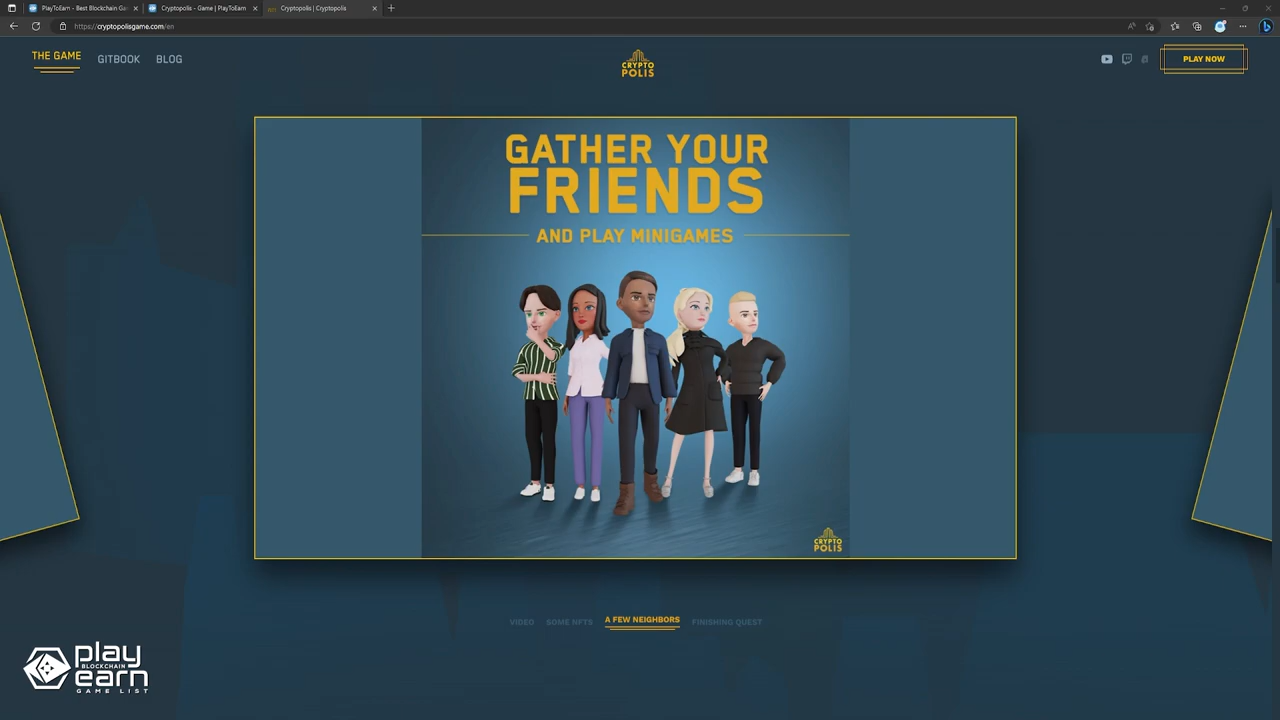 PlayToEarn - Best Blockchain Ga
Cryptopolis - Game | PlayToEarn
Cryptopolis | Cryptopolis
https://cryptopolisgame.com/en
THE GAME
GITBOOK
BLOG
CRYPTO
POLIS
PLAY NOW
GATHER YOUR
FRIENDS
AND PLAY MINIGAMES
CRYPTO
POLIS
VIDEO
SOME NFTS
A FEW NEIGHBORS
FINISHING QUEST
play
BLOCKCHAIN
earn
GAME LIST